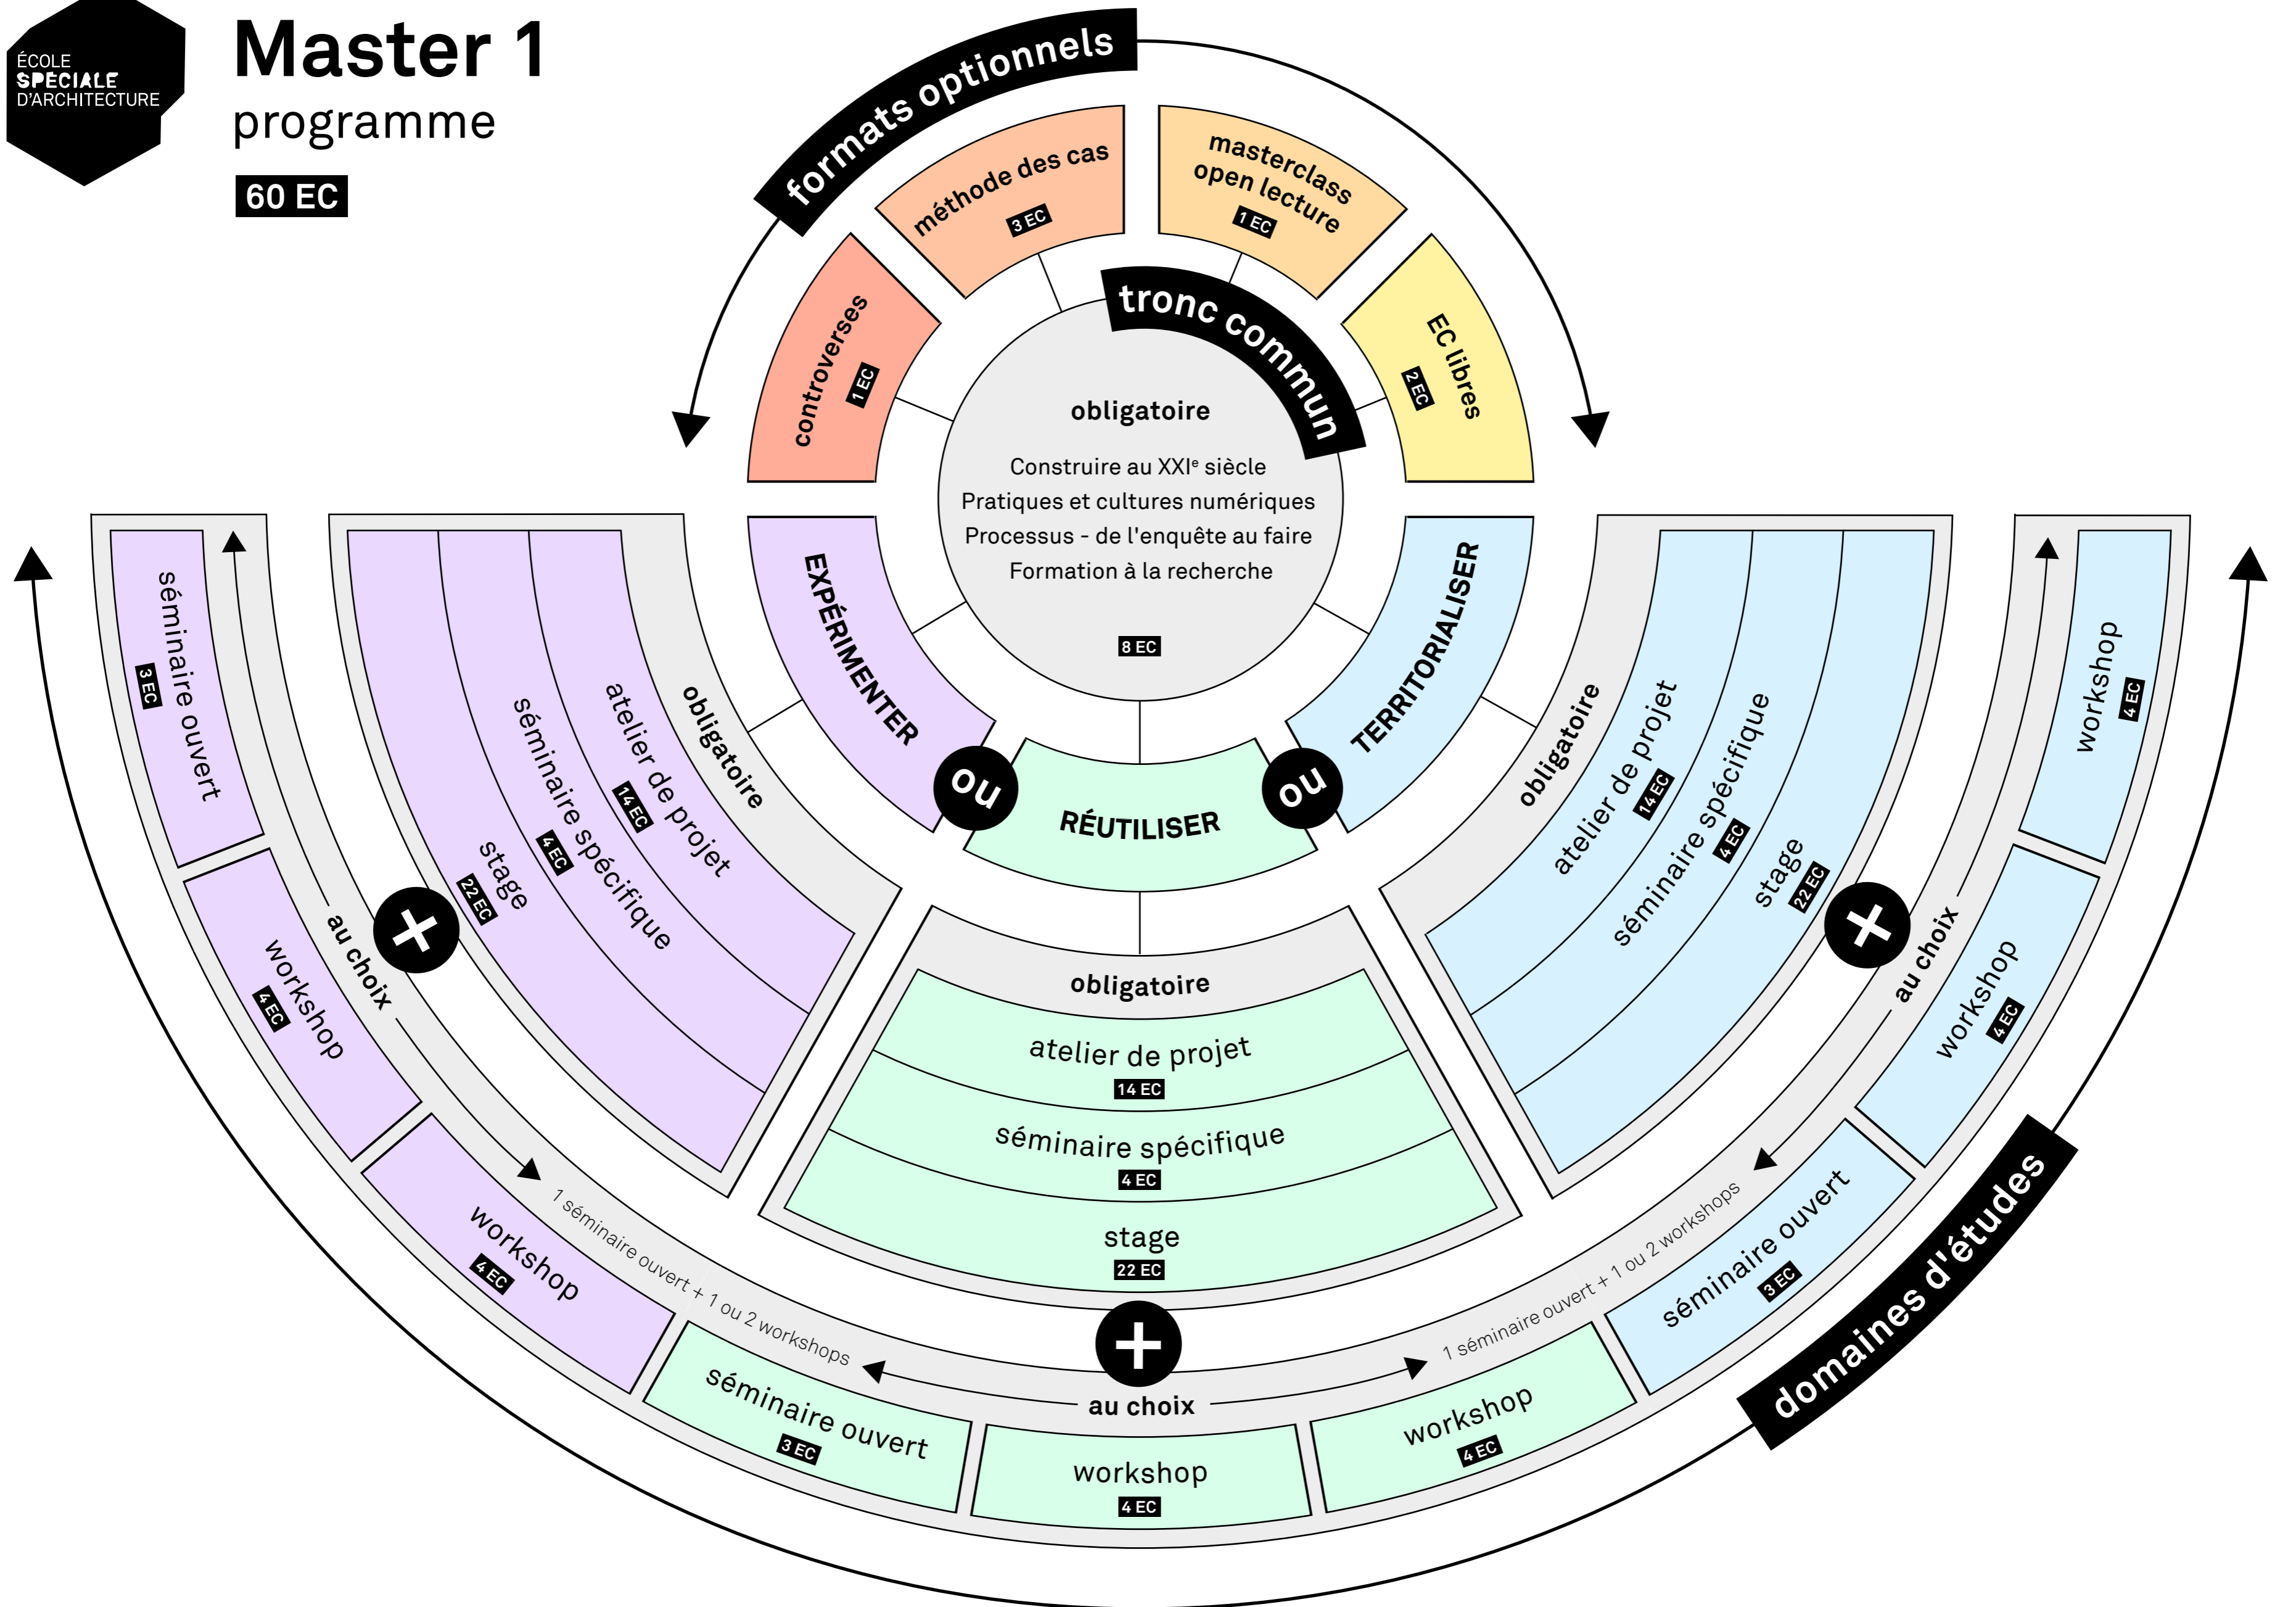 ÉCOLE
SPÉCIALE
D'ARCHITECTURE
Master 1
programme
60 EC
formats optionnels
controverses
1 EC
méthode des cas
3 EC
masterclass
open lecture
1 EC
EC libres
2 EC
tronc commun
obligatoire
Construire au XXIᵉ siècle
Pratiques et cultures numériques
Processus - de l'enquête au faire
Formation à la recherche
8 EC
EXPÉRIMENTER
ou
RÉUTILISER
ou
TERRITORIALISER
obligatoire
atelier de projet
14 EC
séminaire spécifique
4 EC
stage
22 EC
obligatoire
atelier de projet
14 EC
séminaire spécifique
4 EC
stage
22 EC
obligatoire
atelier de projet
14 EC
séminaire spécifique
4 EC
stage
22 EC
+
+
+
au choix
1 séminaire ouvert + 1 ou 2 workshops
au choix
1 séminaire ouvert + 1 ou 2 workshops
au choix
séminaire ouvert
3 EC
workshop
4 EC
workshop
4 EC
séminaire ouvert
3 EC
workshop
4 EC
workshop
4 EC
séminaire ouvert
3 EC
workshop
4 EC
workshop
4 EC
domaines d'études